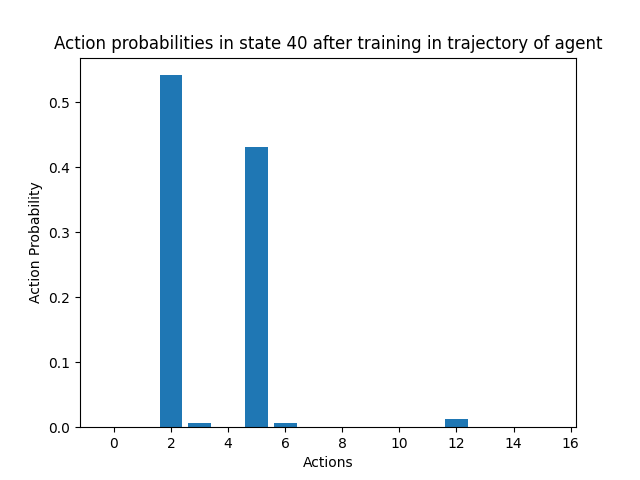 Action probabilities in state 40 after training in trajectory of agent
Action Probability
0.5
0.4
0.3
0.2
0.1
0.0
0 2 4 6 8 10 12 14 16
Actions